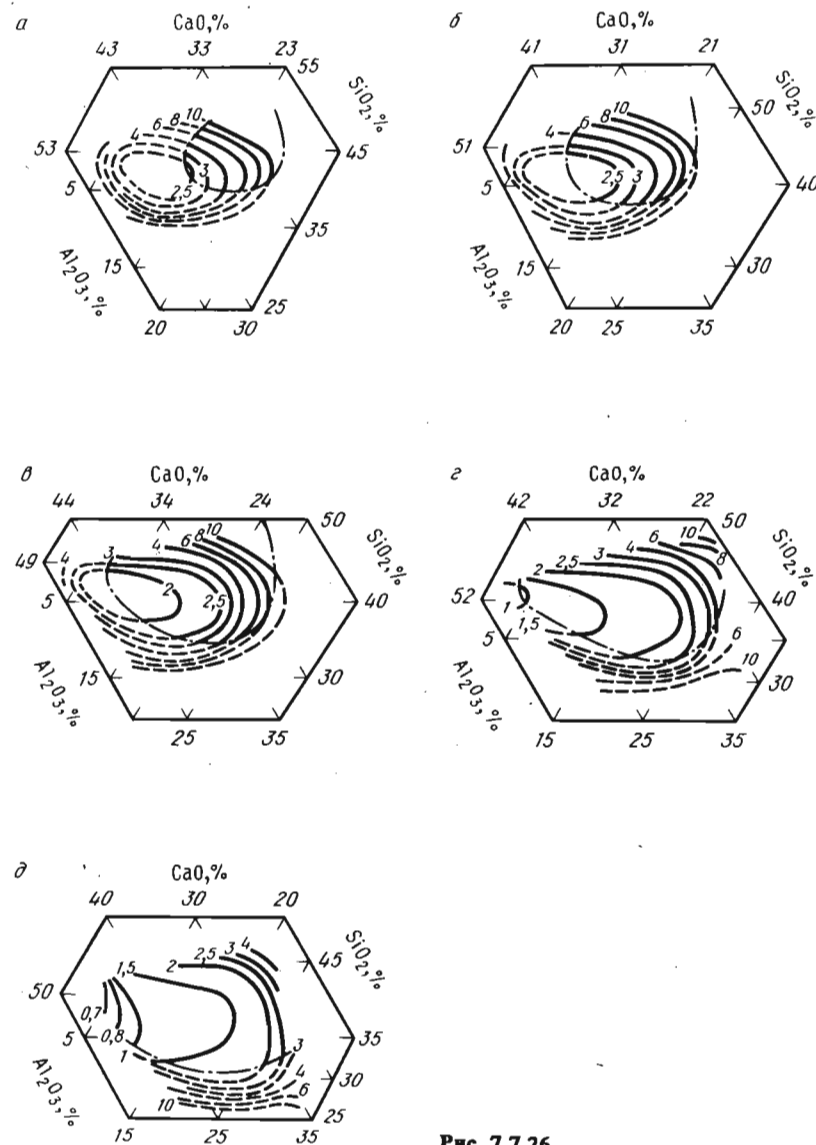 а
CaO,%
43 33 23
55
SiO₂,%
4 6 8 10
53
45
3
5
2,5
35
Al₂O₃,%
15
25
20 30
б
CaO,%
41 31 21
SiO₂,%
50
4 6 8 10
51
2,5 3
5
40
Al₂O₃,%
15
30
20 25 35
в
CaO,%
44 34 24
50
SiO₂,%
4 6 8 10
3
49
4
2
5
2,5
40
Al₂O₃,%
15
30
25 35
г
CaO,%
42 32 22
50
SiO₂,%
10
6
4
8
2 2,5 3
52
1
40
1,5
5
6
Al₂O₃,%
10
30
15 25 35
д
CaO,%
40 30 20
SiO₂,%
2,5 3 4
1,5 2
45
50
0,7
5
0,8
35
1
3
Al₂O₃,%
4
30
6
10
25
15 25 35
Рис. 7.7.26